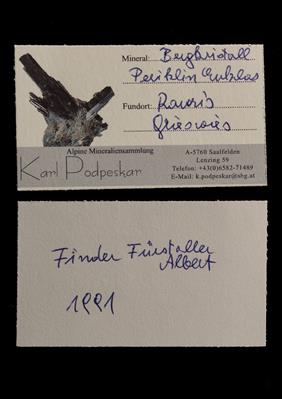 Mineral: Bergkristall
Periklin Euklas
Fundort: Rauris
Grieswies
Alpine Mineraliensammlung
Karl Podpeskar
A-5760 Saalfelden
Lenzing 59
Telefon: +43(0)6582-71489
E-Mail: k.podpeskar@sbg.at
Finder Fürstaller
Albert
1991